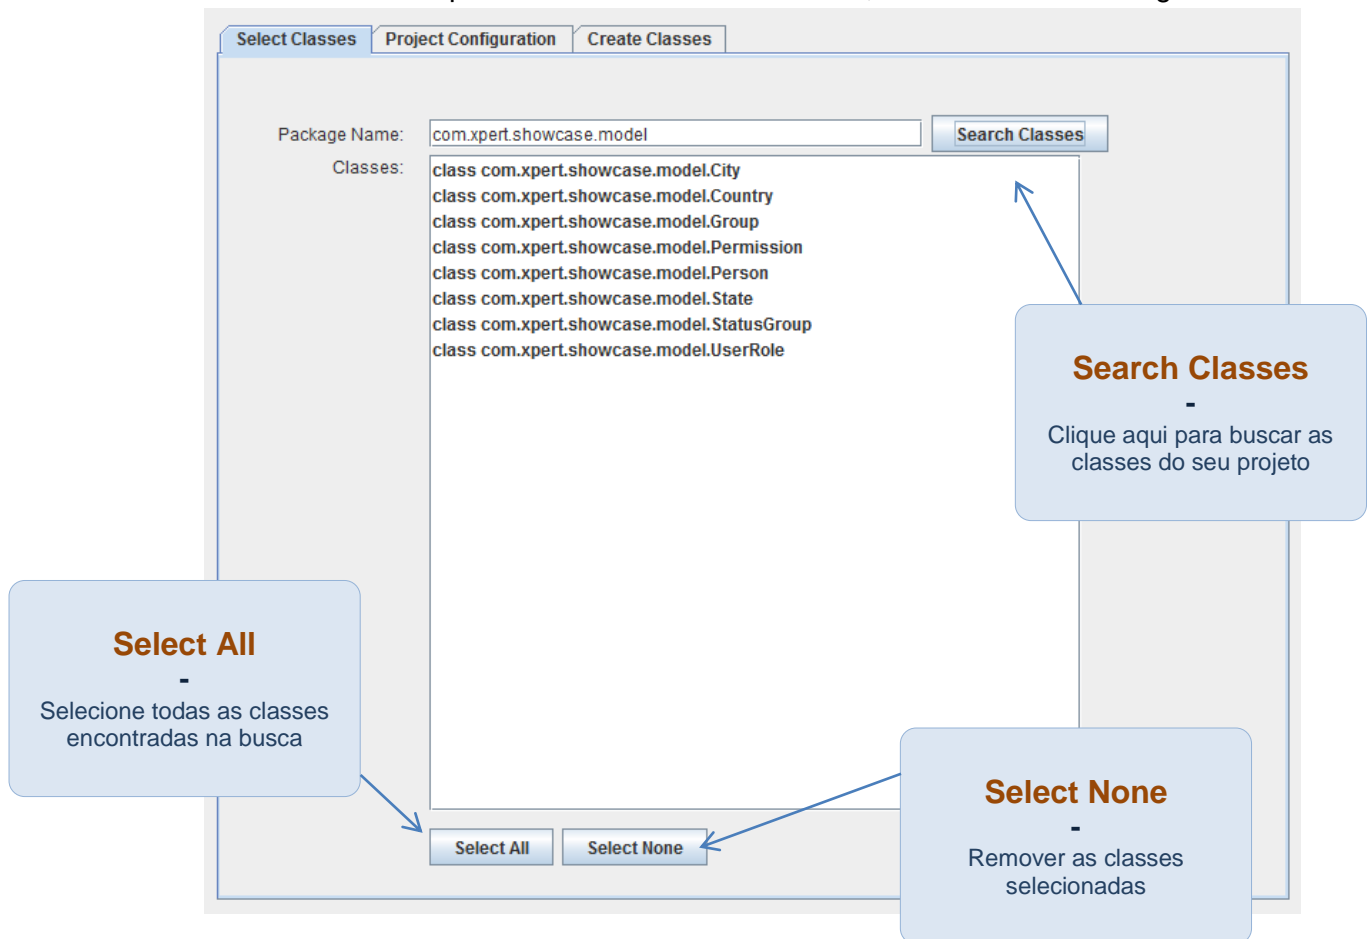 Select Classes Project Configuration Create Classes
Package Name: com.xpert.showcase.model Search Classes
Classes:
class com.xpert.showcase.model.City
class com.xpert.showcase.model.Country
class com.xpert.showcase.model.Group
class com.xpert.showcase.model.Permission
class com.xpert.showcase.model.Person
class com.xpert.showcase.model.State
class com.xpert.showcase.model.StatusGroup
class com.xpert.showcase.model.UserRole
Search Classes
-
Clique aqui para buscar as
classes do seu projeto
Select All
-
Selecione todas as classes
encontradas na busca
Select None
-
Remover as classes
selecionadas
Select All Select None